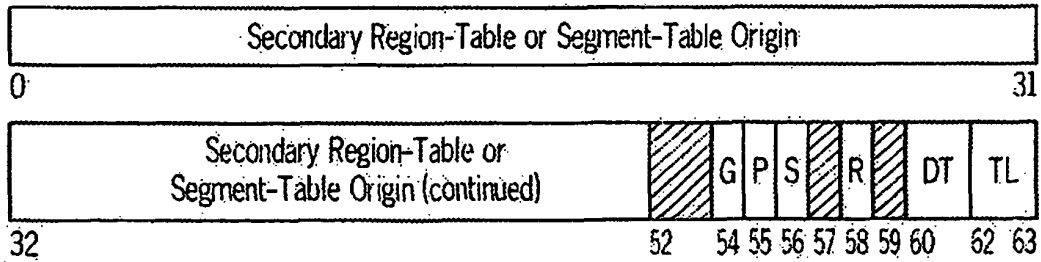 Secondary Region-Table or Segment-Table Origin
0 31
Secondary Region-Table or
Segment-Table Origin (continued)
G P S R DT TL
32 52 54 55 56 57 58 59 60 62 63